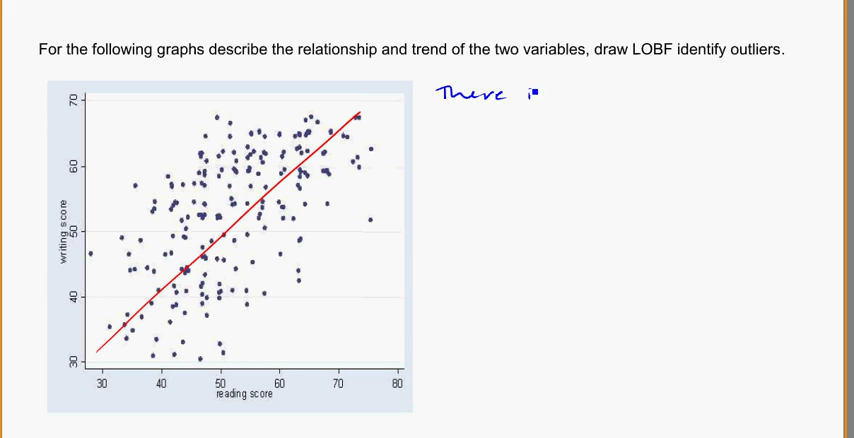 For the following graphs describe the relationship and trend of the two variables, draw LOBF identify outliers.
There i
70
60
50
40
30
writing score
30 40 50 60 70 80
reading score